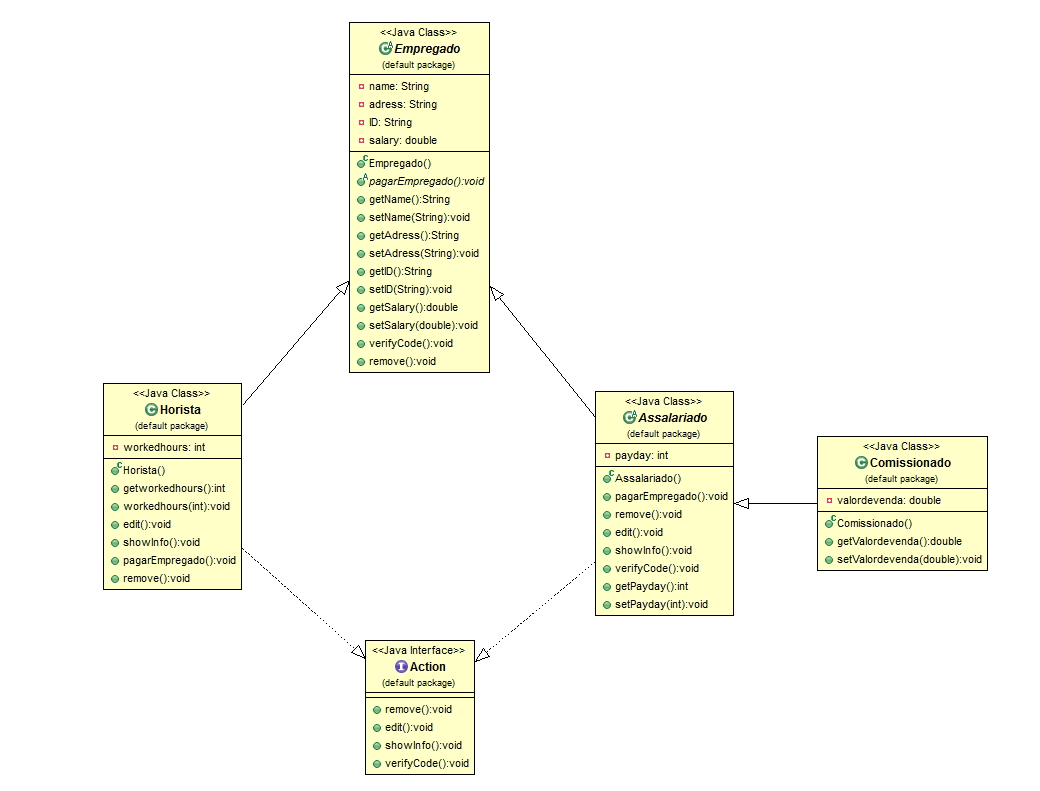 <<Java Class>>
Empregado
(default package)
name: String
adress: String
ID: String
salary: double
Empregado()
pagarEmpregado():void
getName():String
setName(String):void
getAdress():String
setAdress(String):void
getID():String
setID(String):void
getSalary():double
setSalary(double):void
verifyCode():void
remove():void
<<Java Class>>
Horista
(default package)
workedhours: int
Horista()
getworkedhours():int
workedhours(int):void
edit():void
showInfo():void
pagarEmpregado():void
remove():void
<<Java Class>>
Assalariado
(default package)
payday: int
Assalariado()
pagarEmpregado():void
remove():void
edit():void
showInfo():void
verifyCode():void
getPayday():int
setPayday(int):void
<<Java Class>>
Comissionado
(default package)
valordevenda: double
Comissionado()
getValordevenda():double
setValordevenda(double):void
<<Java Interface>>
Action
(default package)
remove():void
edit():void
showInfo():void
verifyCode():void